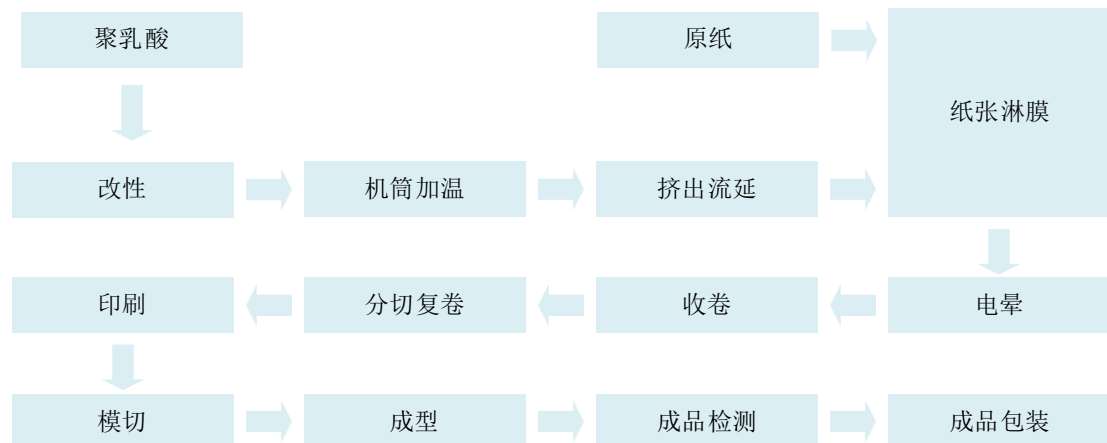 聚乳酸
原纸
纸张淋膜
改性
机筒加温
挤出流延
印刷
分切复卷
收卷
电晕
模切
成型
成品检测
成品包装